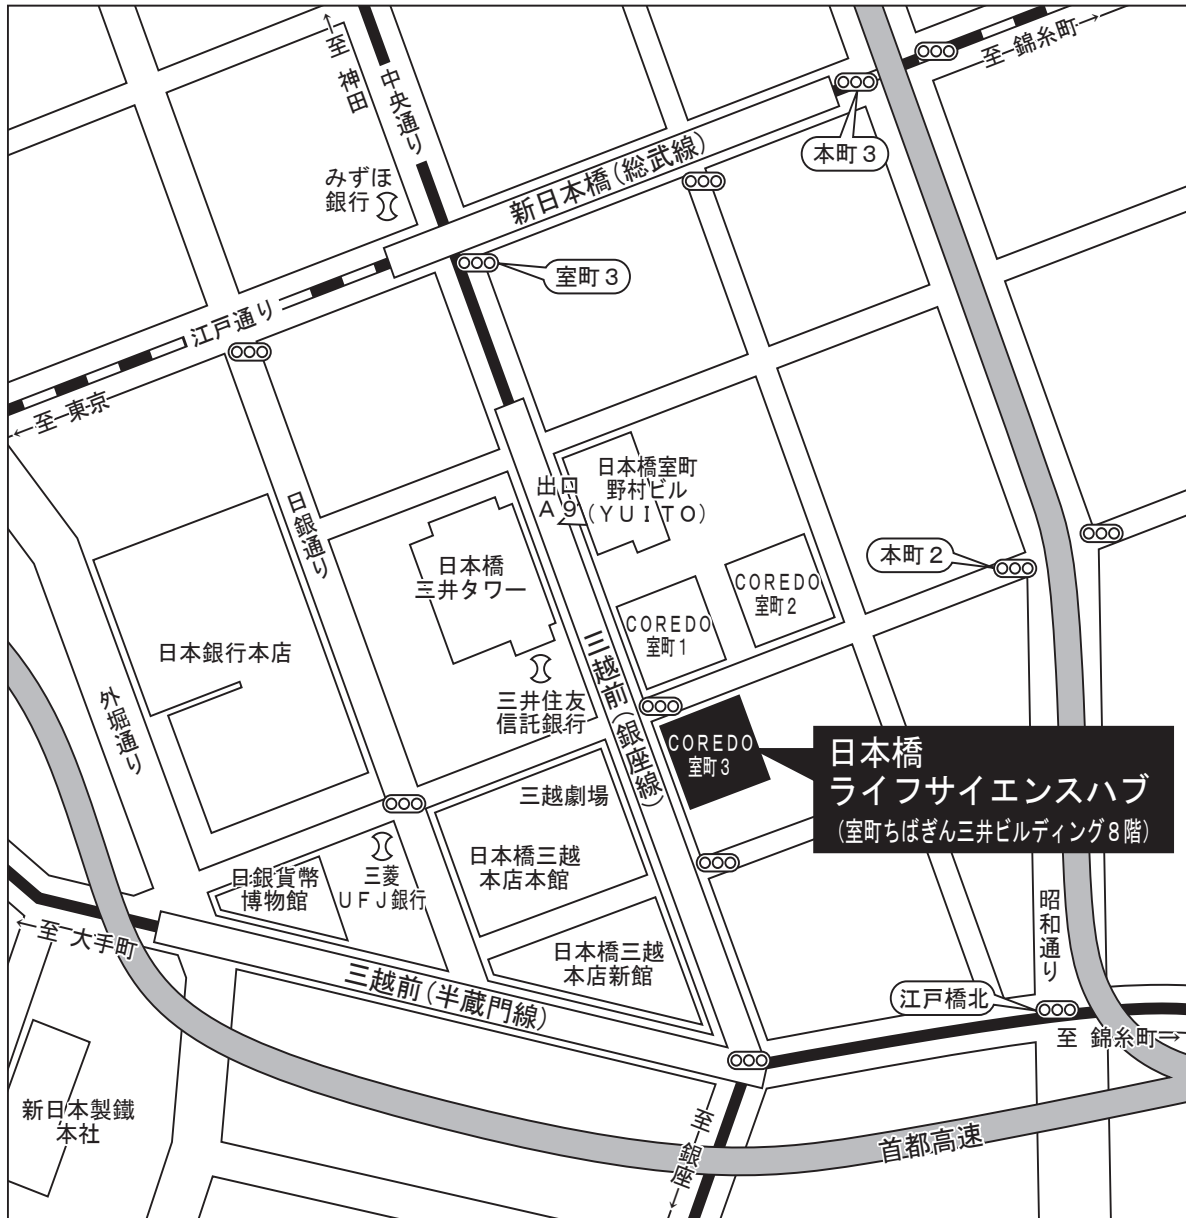 ←至 神田
中央通り
至 錦糸町→
本町3
みずほ
銀行
新日本橋(総武線)
室町3
江戸通り
←至 東京
日銀通り
出口
A9
日本橋室町
野村ビル
(YUITO)
日本橋
三井タワー
COREDO
室町2
本町2
COREDO
室町1
日本銀行本店
三越前(銀座線)
三井住友
信託銀行
外堀通り
COREDO
室町3
日本橋
ライフサイエンスハブ
(室町ちばぎん三井ビルディング8階)
三越劇場
日本橋三越
本店本館
三菱
UFJ銀行
日銀貨幣
博物館
←至 大手町
日本橋三越
本店新館
昭和通り
三越前(半蔵門線)
江戸橋北
至 錦糸町→
新日本製鐵
本社
至 銀座→
首都高速